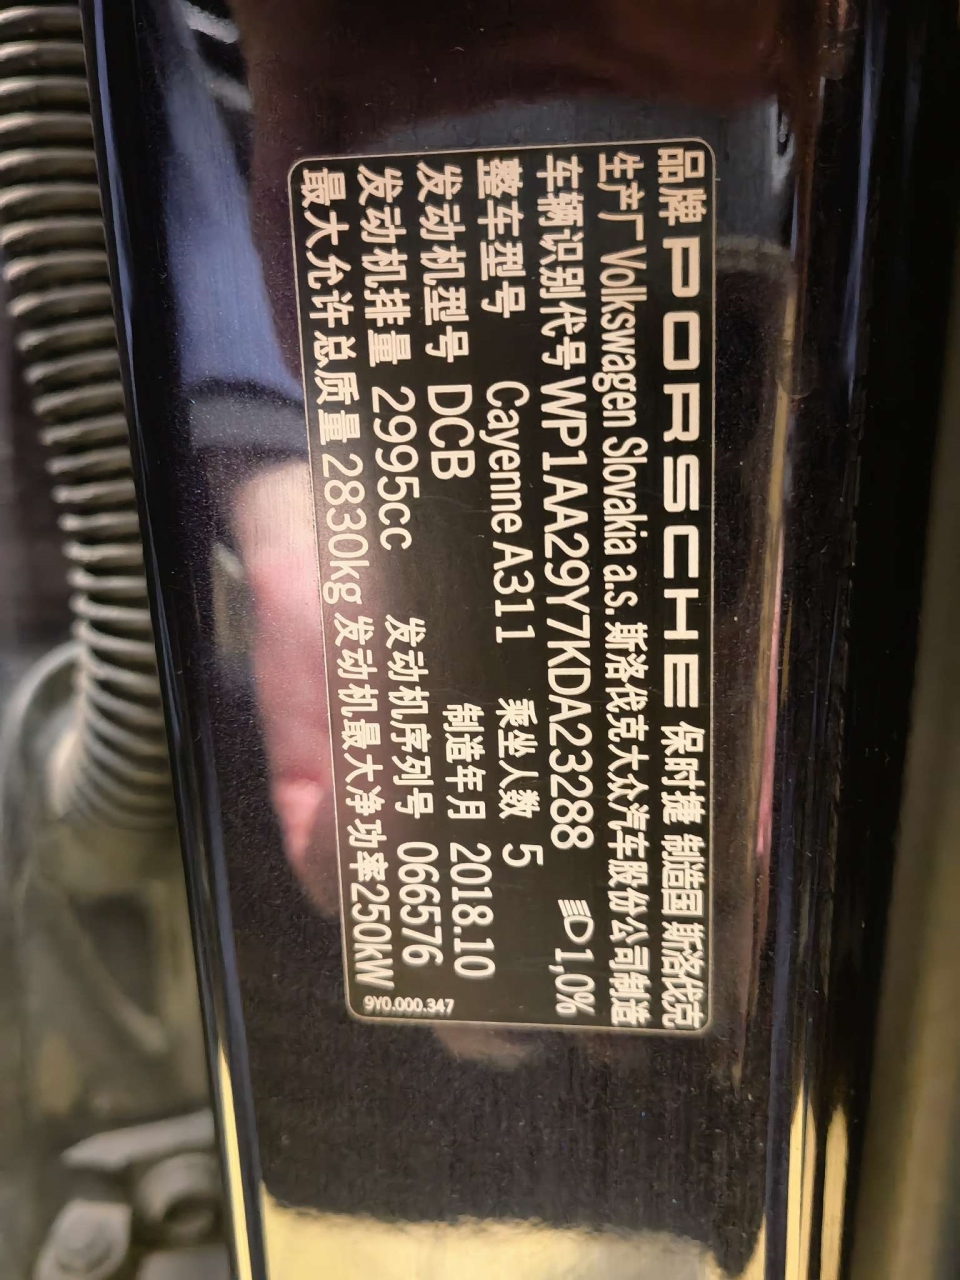 品牌 PORSCHE 保时捷 制造国 斯洛伐克
生产厂 Volkswagen Slovakia a.s. 斯洛伐克大众汽车股份公司制造
车辆识别代号 WP1AA29Y7KDA23288 1,0%
整车型号 Cayenne A311 乘坐人数 5
发动机型号 DCB 制造年月 2018.10
发动机排量 2995cc 发动机序列号 066576
最大允许总质量 2830kg 发动机最大净功率250kW
9Y0.000.347